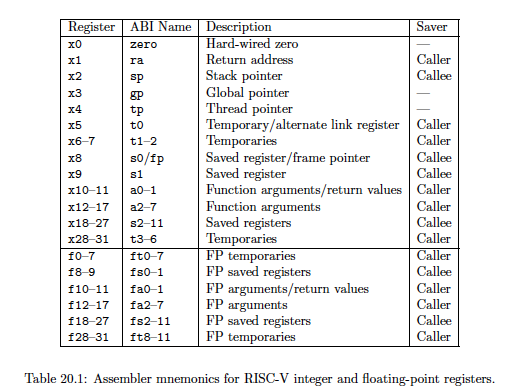 Register ABI Name Description Saver
x0 zero Hard-wired zero —
x1 ra Return address Caller
x2 sp Stack pointer Callee
x3 gp Global pointer —
x4 tp Thread pointer —
x5 t0 Temporary/alternate link register Caller
x6–7 t1–2 Temporaries Caller
x8 s0/fp Saved register/frame pointer Callee
x9 s1 Saved register Callee
x10–11 a0–1 Function arguments/return values Caller
x12–17 a2–7 Function arguments Caller
x18–27 s2–11 Saved registers Callee
x28–31 t3–6 Temporaries Caller
f0–7 ft0–7 FP temporaries Caller
f8–9 fs0–1 FP saved registers Callee
f10–11 fa0–1 FP arguments/return values Caller
f12–17 fa2–7 FP arguments Caller
f18–27 fs2–11 FP saved registers Callee
f28–31 ft8–11 FP temporaries Caller
Table 20.1: Assembler mnemonics for RISC-V integer and floating-point registers.